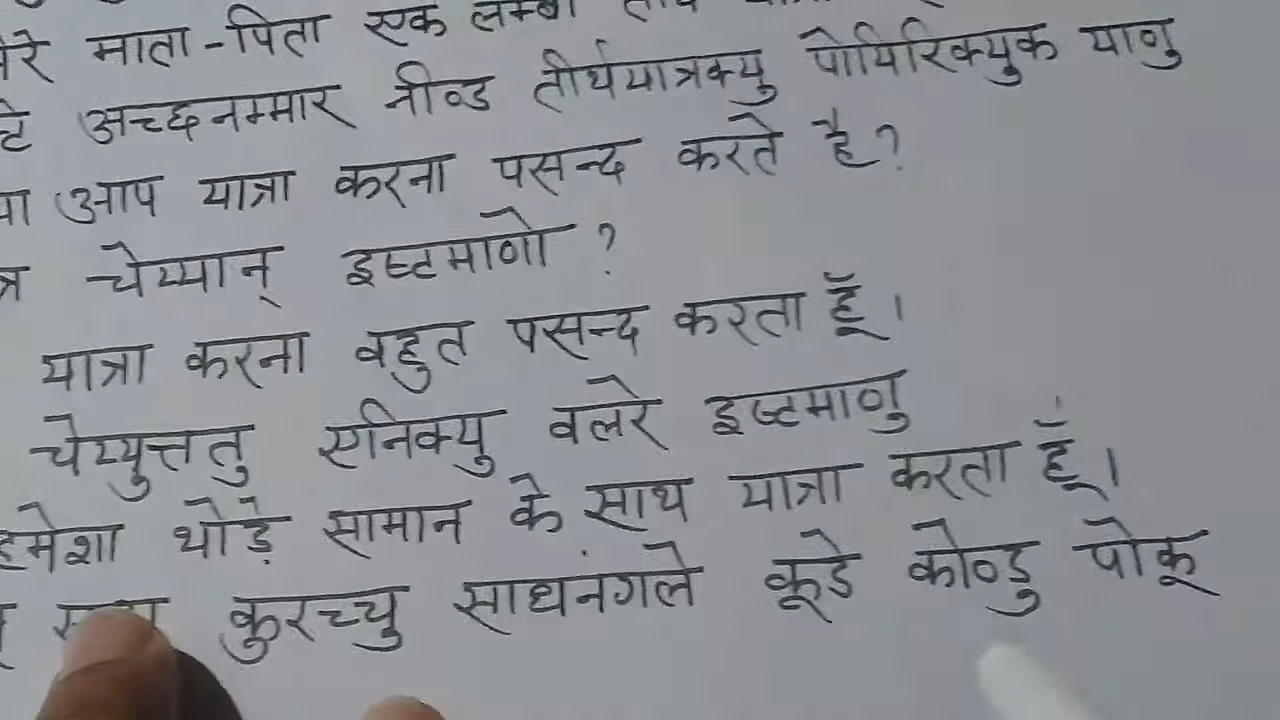 माता-पिता एक लम्बी
अच्छनम्मार नीण्ड तीर्थयात्रक्यु पोयिरिक्युक याणु
आप यात्रा करना पसन्द करते है?
चेय्यान् इष्टमाणो ?
यात्रा करना बहुत पसन्द करता हूँ।
चेय्युत्ततु एनिक्यु वलरे इष्टमाणु
हमेशा थोड़े सामान के साथ यात्रा करता हूँ।
कुरच्चु साधनंगले कूडे कोण्डु पोकू